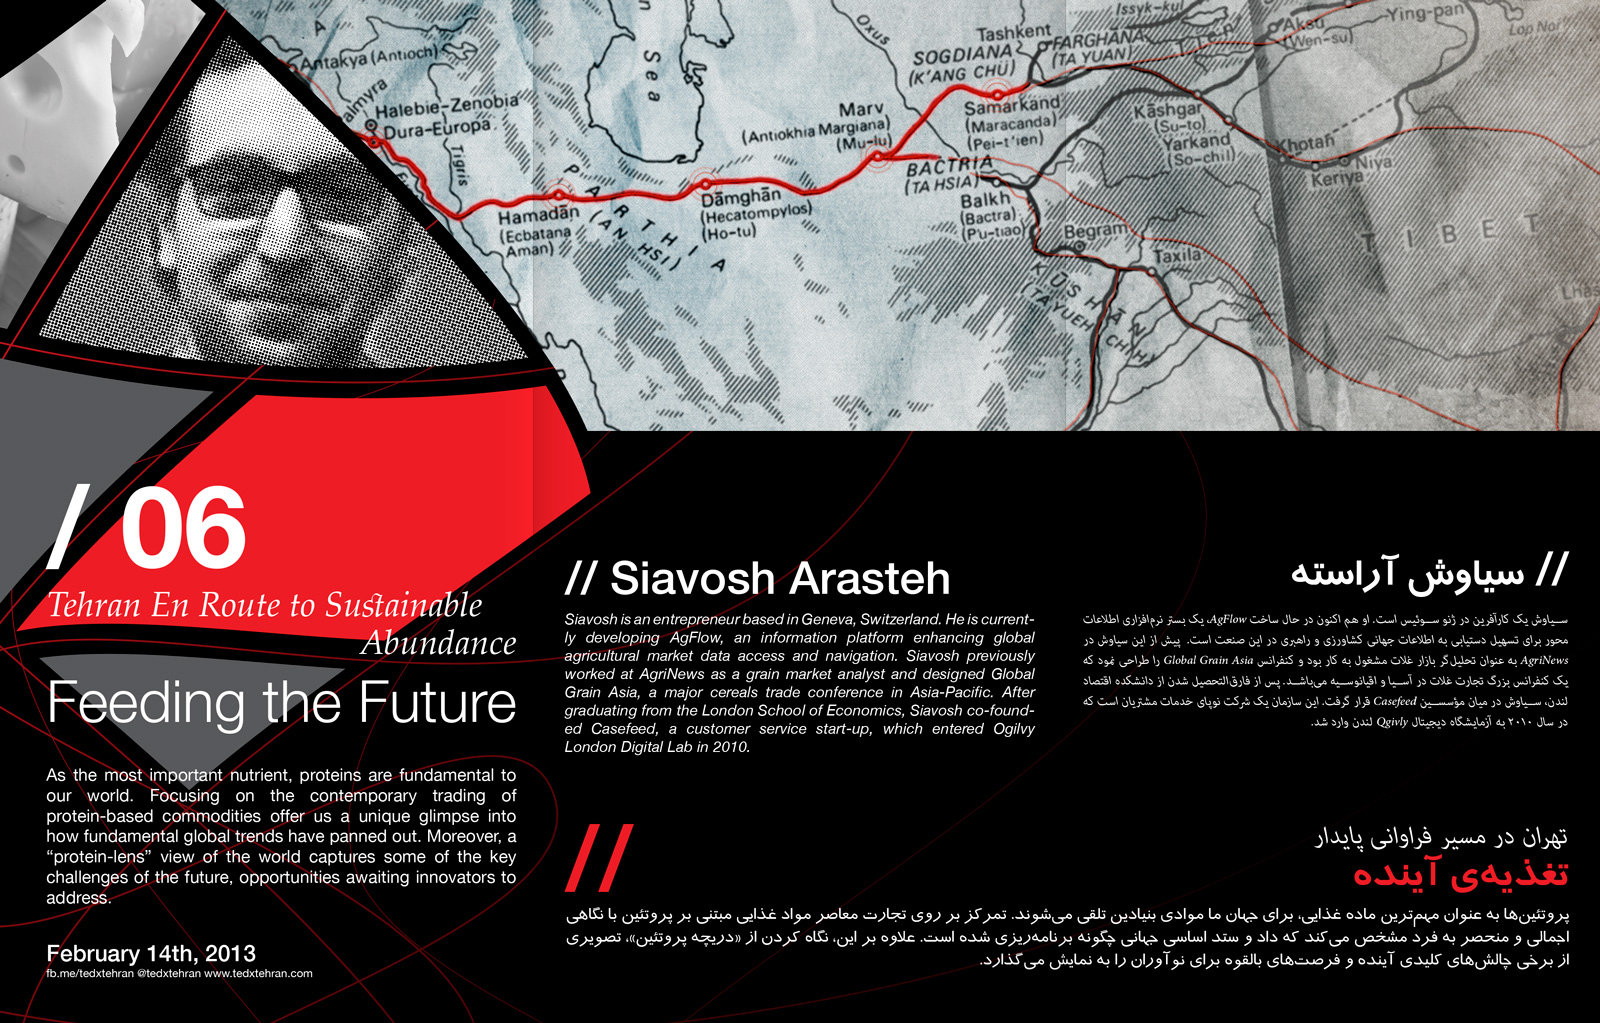 Issyk-kul
Ying-pan
Lop Nor
Aksu
(Wen-su)
Tashkent
Oxus
SOGDIANA
(K'ANG CHÜ)
FARGHANA
(TA YUAN)
A
Antakya (Antioch)
Sea
Palmyra
Halebie-Zenobia
Dura-Europa
Tigris
Marv
(Antiokhia Margiana)
(Mu-lu)
Samarkand
(Maracanda)
(Pei-t'ien)
Kāshgar
(Su-to)
Yarkand
(So-chü)
Khotan
Niya
Keriya
BACTRIA
(TA HSIA)
Balkh
(Bactra)
(P'u-tiao)
Begram
Taxila
TIBET
Hamadān
(Ecbatana
Aman)
PARTHIA
(AN HSI)
Dāmghān
(Hecatompylos)
(Ho-tu)
KŪSHĀN
(TA YUEH CHIH)
/ 06
Tehran En Route to Sustainable
Abundance
Feeding the Future
As the most important nutrient, proteins are fundamental to
our world. Focusing on the contemporary trading of
protein-based commodities offer us a unique glimpse into
how fundamental global trends have panned out. Moreover, a
“protein-lens” view of the world captures some of the key
challenges of the future, opportunities awaiting innovators to
address.
February 14th, 2013
fb.me/tedxtehran @tedxtehran www.tedxtehran.com
// Siavosh Arasteh
Siavosh is an entrepreneur based in Geneva, Switzerland. He is current-
ly developing AgFlow, an information platform enhancing global
agricultural market data access and navigation. Siavosh previously
worked at AgriNews as a grain market analyst and designed Global
Grain Asia, a major cereals trade conference in Asia-Pacific. After
graduating from the London School of Economics, Siavosh co-found-
ed Casefeed, a customer service start-up, which entered Ogilvy
London Digital Lab in 2010.
// سیاوش آراسته
سـیاوش یک کارآفرین در ژنو سـوئیس است. او هم اکنون در حال ساخت AgFlow، یک بستر نرم‌افزاری اطلاعات
محور برای تسهیل دستیابی به اطلاعات جهانی کشاورزی و راهبری در این صنعت است. پیش از این سیاوش در
AgriNews به عنوان تحلیل‌گر بازار غلات مشغول به کار بود و کنفرانس Global Grain Asia را طراحی نمود که
یک کنفرانس بزرگ تجارت غلات در آسـیا و اقیانوسـیه می‌باشـد. پس از فارق‌التحصیل شدن از دانشکده اقتصاد
لندن، سـیاوش در میان مؤسسـین Casefeed قرار گرفت. این سازمان یک شرکت نوپای خدمات مشتریان است که
در سال ۲۰۱۰ به آزمایشگاه دیجیتال Qgivly لندن وارد شد.
//
تهران در مسیر فراوانی پایدار
تغذیه‌ی آینده
پروتئین‌ها به عنوان مهم‌ترین ماده غذایی، برای جهان ما موادی بنیادین تلقی می‌شوند. تمرکز بر روی تجارت معاصر مواد غذایی مبتنی بر پروتئین با نگاهی
اجمالی و منحصر به فرد مشخص می‌کند که داد و ستد اساسی جهانی چگونه برنامه‌ریزی شده است. علاوه بر این، نگاه کردن از «دریچه پروتئین»، تصویری
از برخی چالش‌های کلیدی آینده و فرصت‌های بالقوه برای نوآوران را به نمایش می‌گذارد.